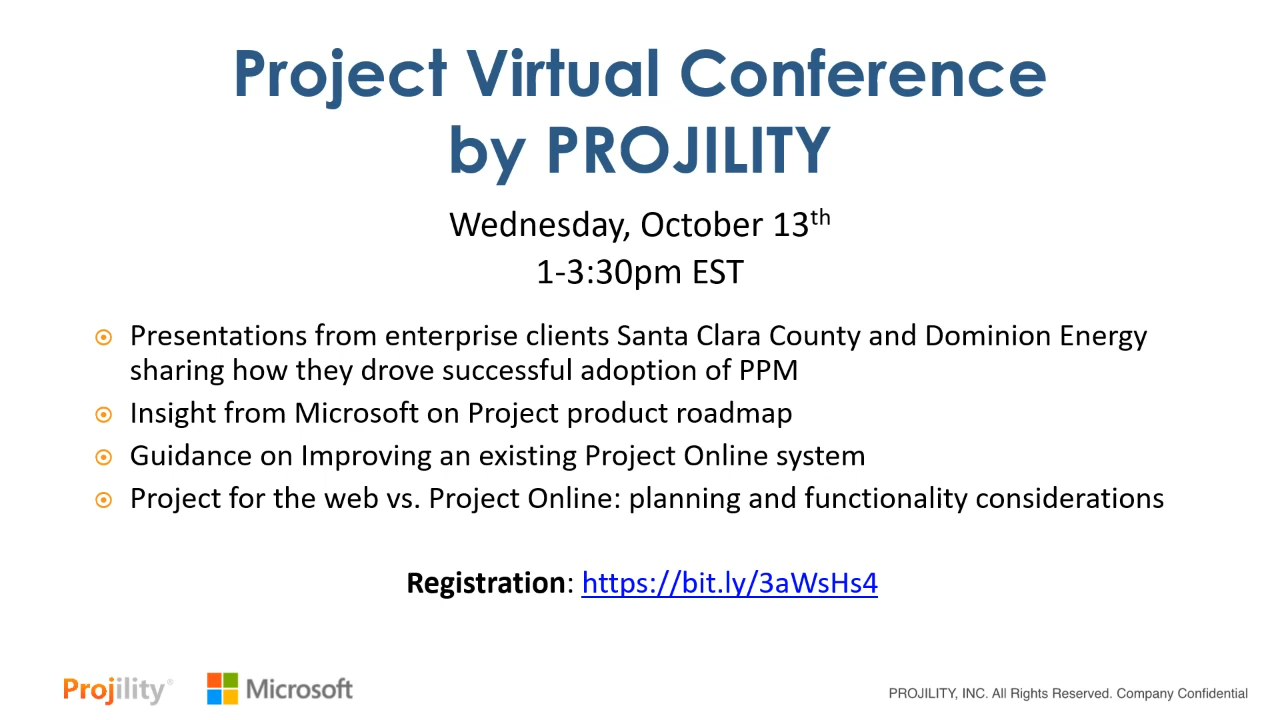 Project Virtual Conference
by PROJILITY
Wednesday, October 13th
1-3:30pm EST
Presentations from enterprise clients Santa Clara County and Dominion Energy
sharing how they drove successful adoption of PPM
Insight from Microsoft on Project product roadmap
Guidance on Improving an existing Project Online system
Project for the web vs. Project Online: planning and functionality considerations
Registration: https://bit.ly/3aWsHs4
Projility®
Microsoft
PROJILITY, INC. All Rights Reserved. Company Confidential